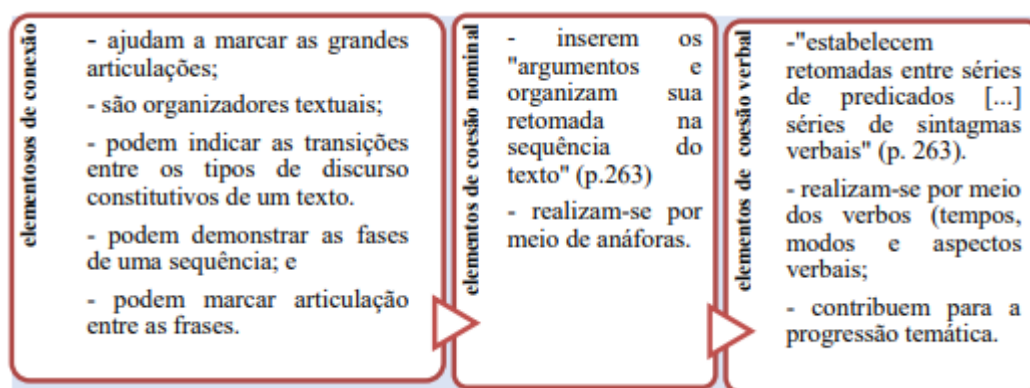 elementosos de conexão
- ajudam a marcar as grandes
articulações;
- são organizadores textuais;
- podem indicar as transições
entre os tipos de discurso
constitutivos de um texto.
- podem demonstrar as fases
de uma sequência; e
- podem marcar articulação
entre as frases.
elementos de coesão nominal
- inserem os
"argumentos e
organizam sua
retomada na
sequência do
texto" (p.263)
- realizam-se por
meio de anáforas.
elementos de coesão verbal
-"estabelecem
retomadas entre séries
de predicados [...]
séries de sintagmas
verbais" (p. 263).
- realizam-se por meio
dos verbos (tempos,
modos e aspectos
verbais;
- contribuem para a
progressão temática.